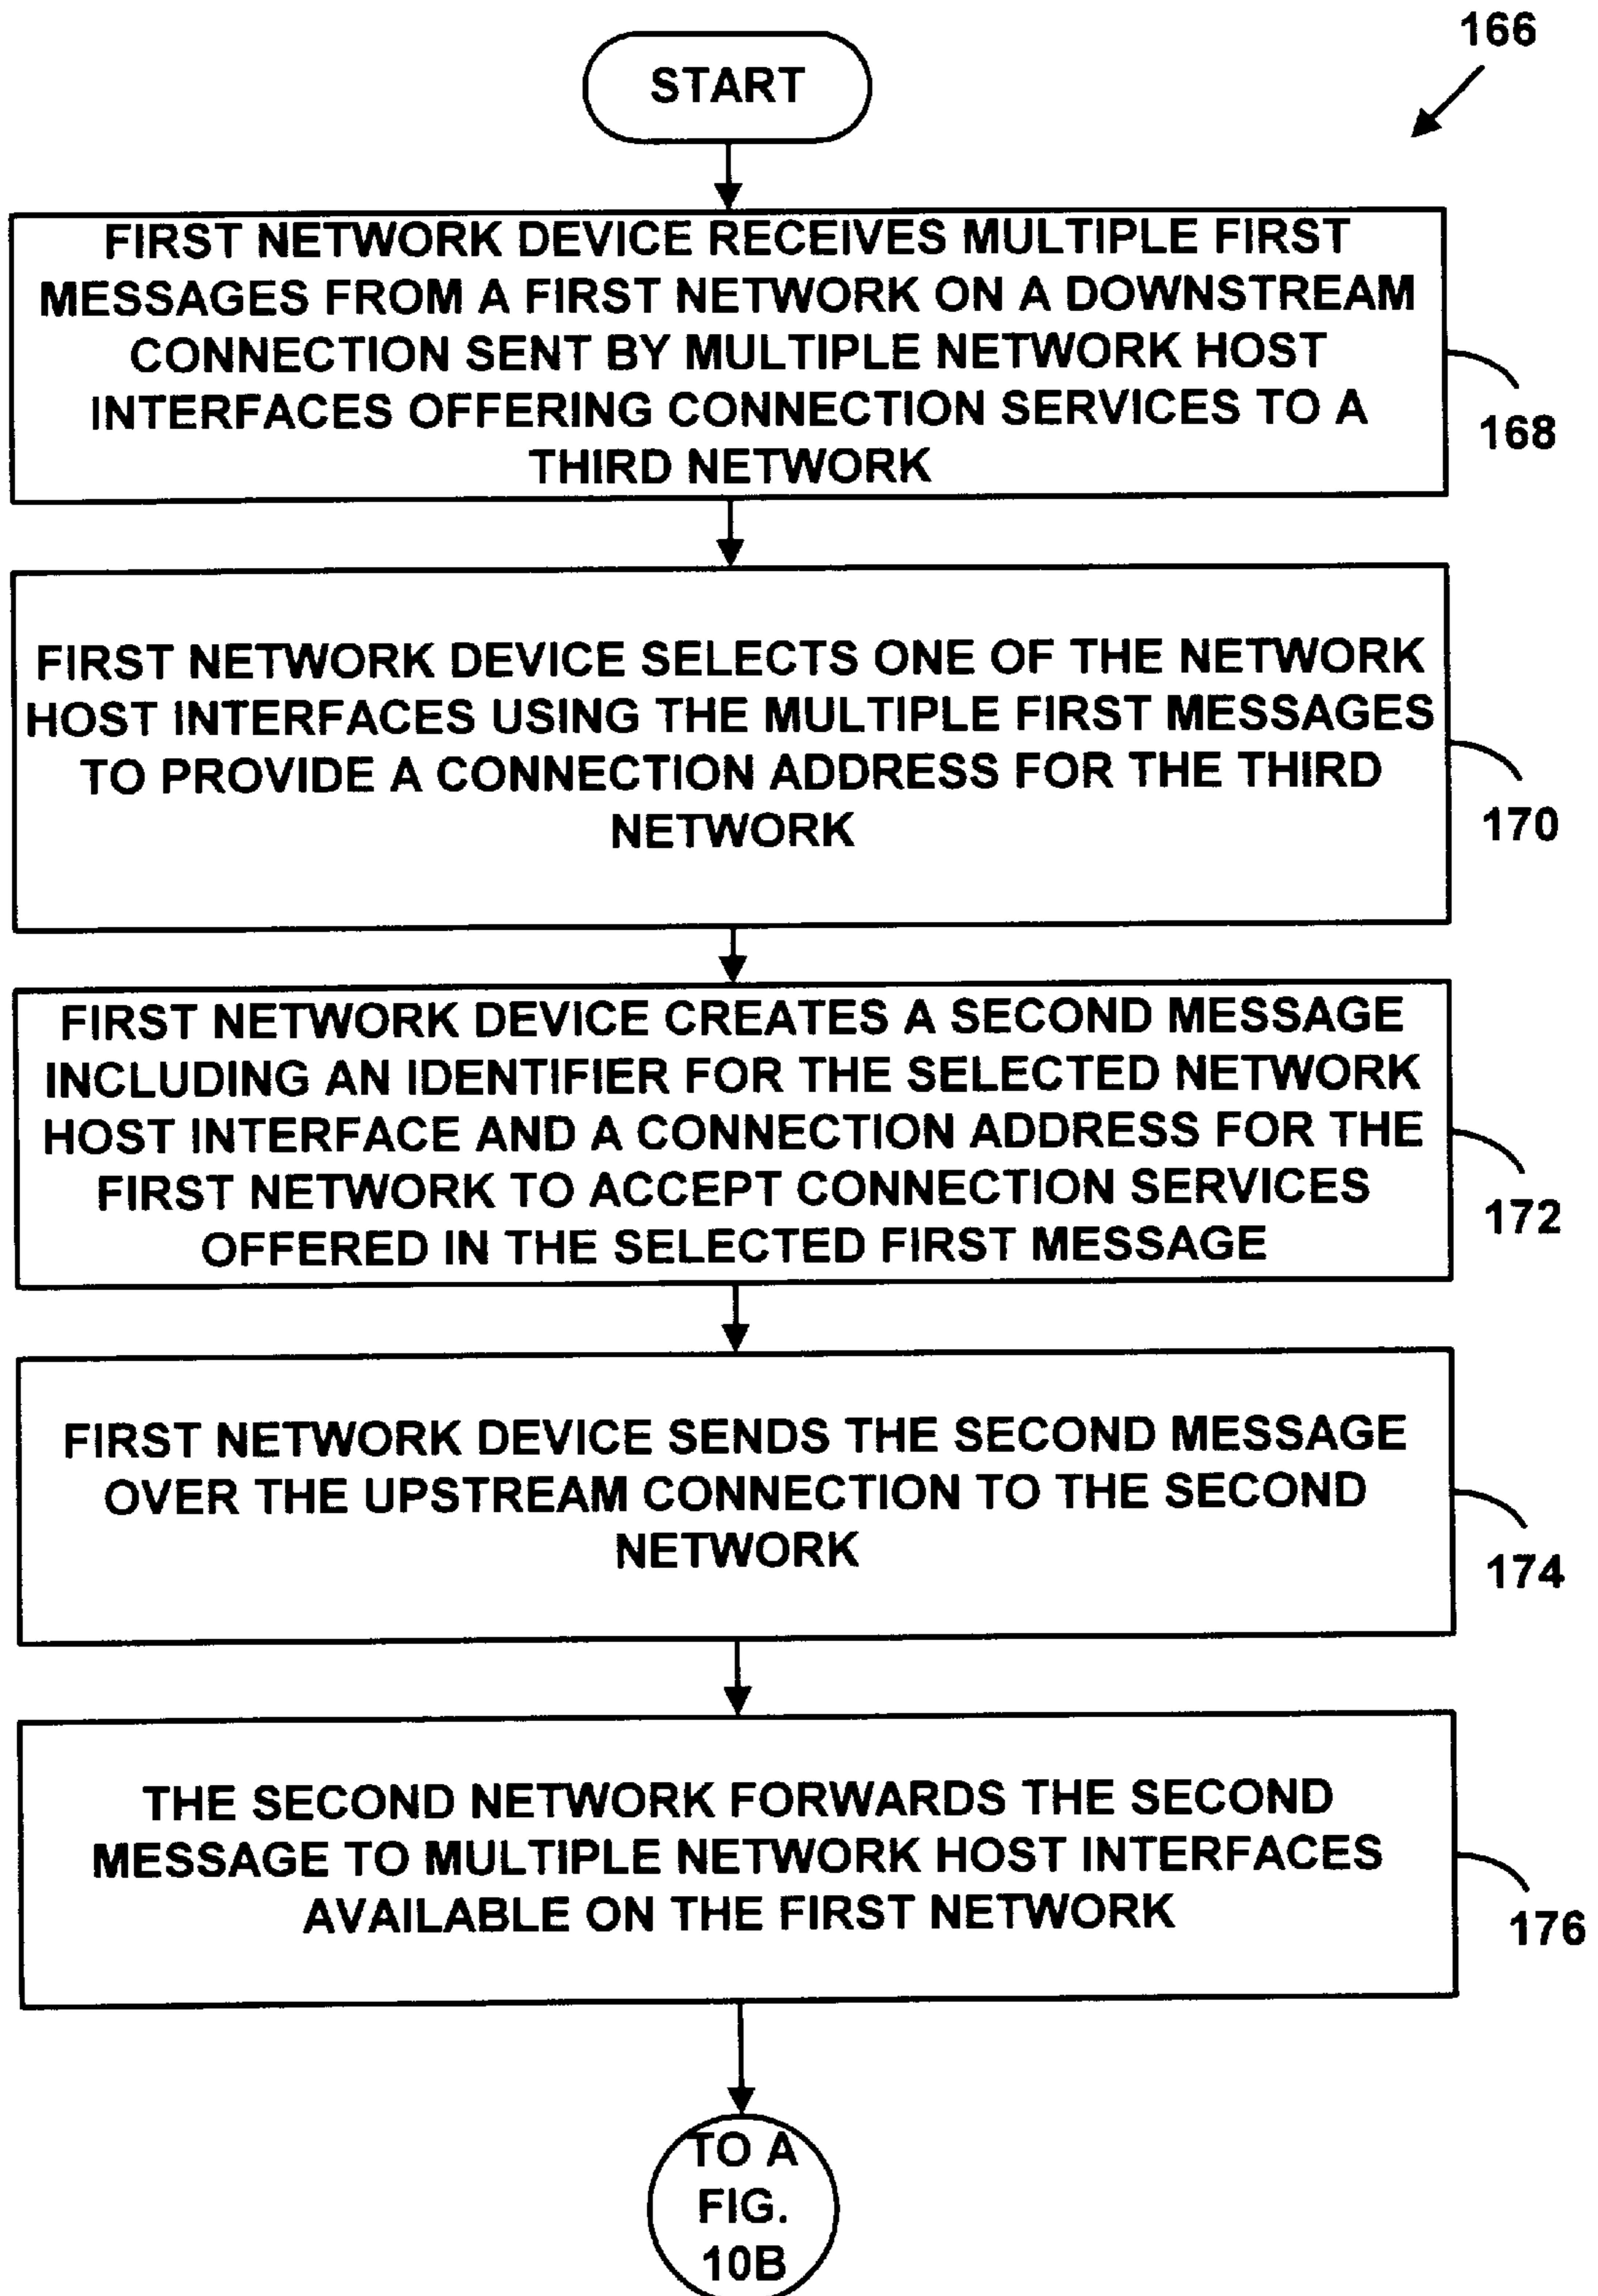 166
START
FIRST NETWORK DEVICE RECEIVES MULTIPLE FIRST
MESSAGES FROM A FIRST NETWORK ON A DOWNSTREAM
CONNECTION SENT BY MULTIPLE NETWORK HOST
INTERFACES OFFERING CONNECTION SERVICES TO A
THIRD NETWORK
168
FIRST NETWORK DEVICE SELECTS ONE OF THE NETWORK
HOST INTERFACES USING THE MULTIPLE FIRST MESSAGES
TO PROVIDE A CONNECTION ADDRESS FOR THE THIRD
NETWORK
170
FIRST NETWORK DEVICE CREATES A SECOND MESSAGE
INCLUDING AN IDENTIFIER FOR THE SELECTED NETWORK
HOST INTERFACE AND A CONNECTION ADDRESS FOR THE
FIRST NETWORK TO ACCEPT CONNECTION SERVICES
OFFERED IN THE SELECTED FIRST MESSAGE
172
FIRST NETWORK DEVICE SENDS THE SECOND MESSAGE
OVER THE UPSTREAM CONNECTION TO THE SECOND
NETWORK
174
THE SECOND NETWORK FORWARDS THE SECOND
MESSAGE TO MULTIPLE NETWORK HOST INTERFACES
AVAILABLE ON THE FIRST NETWORK
176
TO A
FIG.
10B